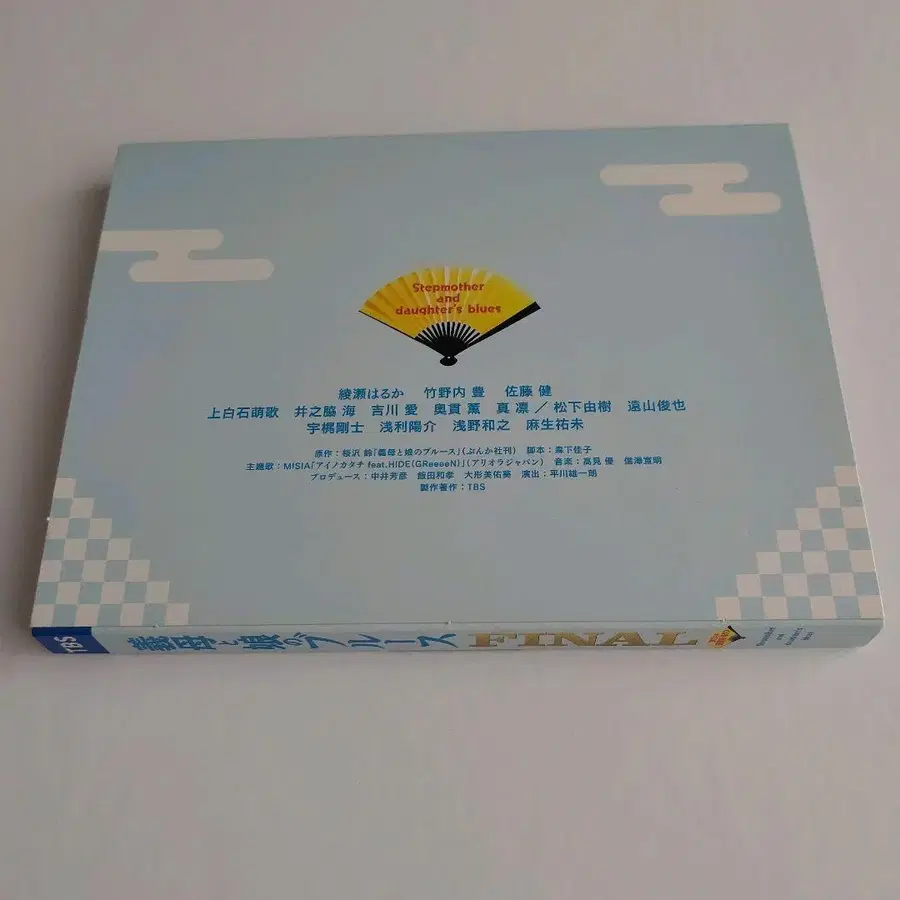 Stepmother
and
daughter's blues
綾瀬はるか 竹野内 豊 佐藤 健
上白石萌歌 井之脇 海 吉川 愛 奥貫 薫 真 凛 / 松下由樹 遠山俊也
宇梶剛士 浅利陽介 浅野和之 麻生祐未
原作:桜沢 鈴「義母と娘のブルース」(ぶんか社刊) 脚本:森下佳子
主題歌:MISIA「アイノカタチ feat.HIDE(GReeeeN)」(アリオラジャパン) 音楽:髙見 優 信澤宣明
プロデュース:中井芳彦 飯田和孝 大形美佑葵 演出:平川雄一朗
製作著作:TBS
TBS 義母と娘のブルース FINAL